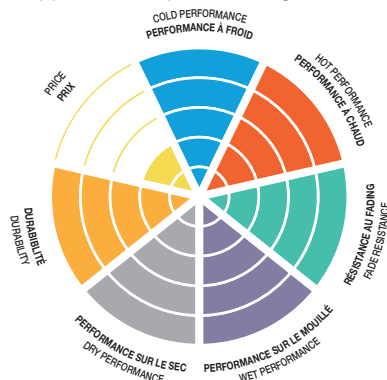 COLD PERFORMANCE
PERFORMANCE À FROID
HOT PERFORMANCE
PERFORMANCE À CHAUD
RÉSISTANCE AU FADING
FADE RESISTANCE
PERFORMANCE SUR LE MOUILLÉ
WET PERFORMANCE
PERFORMANCE SUR LE SEC
DRY PERFORMANCE
DURABIBLITÉ
DURABILITY
PRICE
PRIX